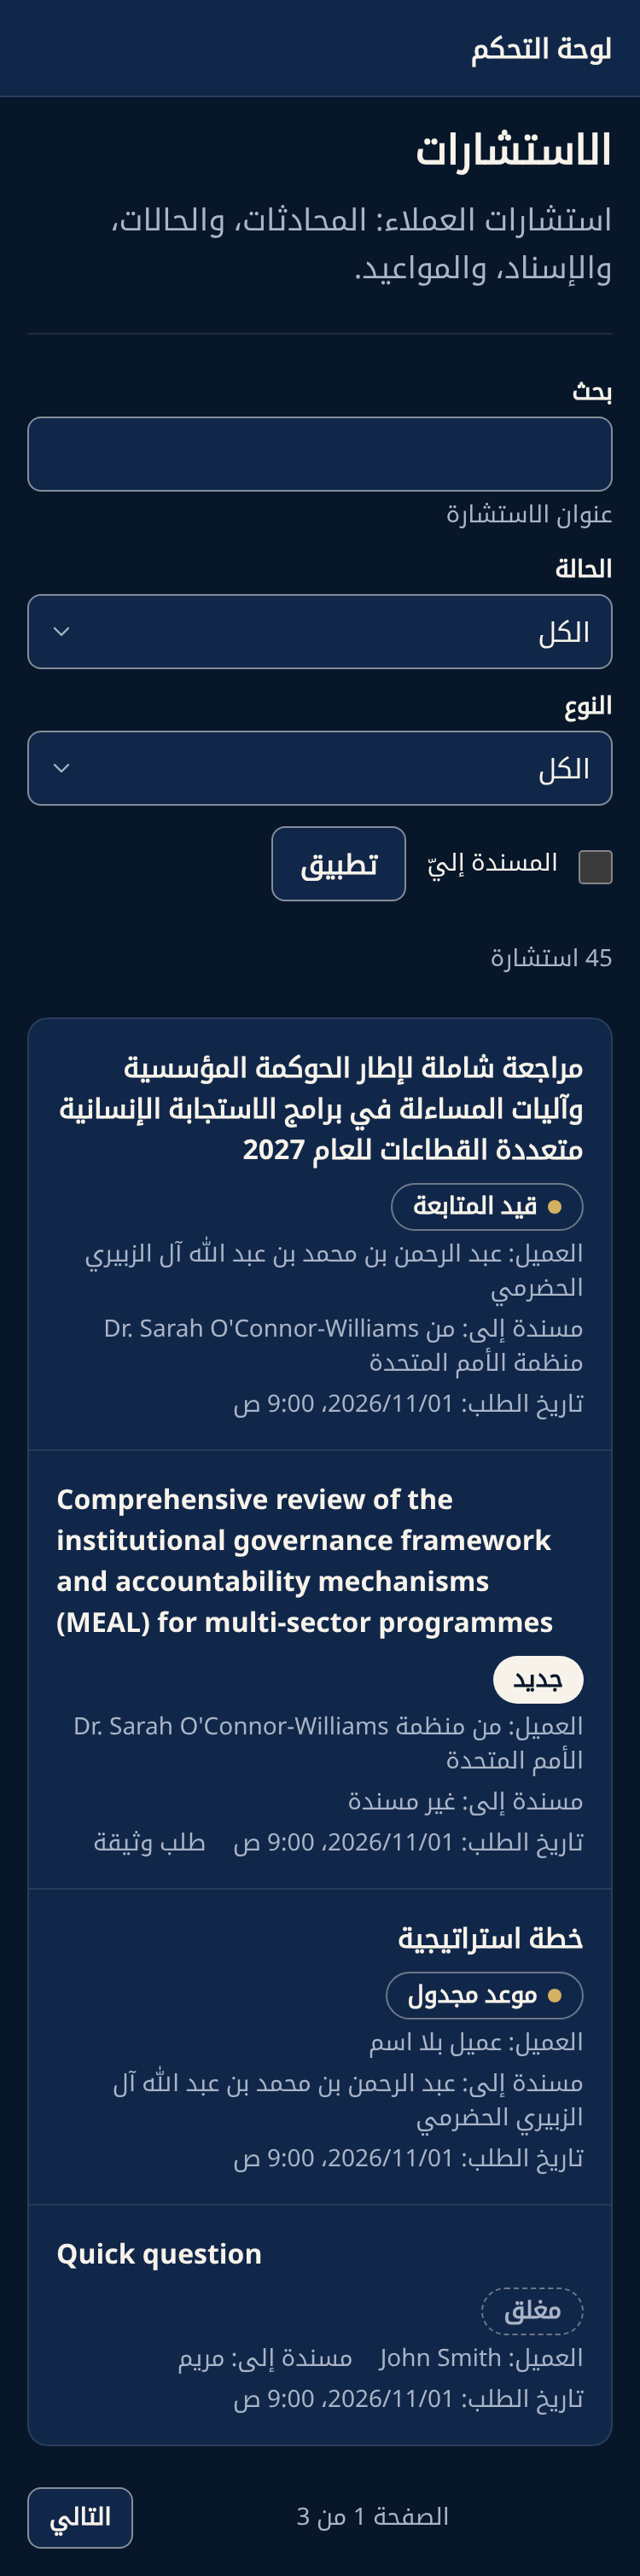 لوحة التحكم
الاستشارات
استشارات العملاء: المحادثات، والحالات،
والإسناد، والمواعيد.
بحث
عنوان الاستشارة
الحالة
الكل
النوع
الكل
المسندة إليّ
تطبيق
45 استشارة
مراجعة شاملة لإطار الحوكمة المؤسسية
وآليات المساءلة في برامج الاستجابة الإنسانية
متعددة القطاعات للعام 2027
قيد المتابعة
العميل: عبد الرحمن بن محمد بن عبد الله آل الزبيري
الحضرمي
مسندة إلى: Dr. Sarah O'Connor-Williams من
منظمة الأمم المتحدة
تاريخ الطلب: 2026/11/01، 9:00 ص
Comprehensive review of the
institutional governance framework
and accountability mechanisms
(MEAL) for multi-sector programmes
جديد
العميل: Dr. Sarah O'Connor-Williams من منظمة
الأمم المتحدة
مسندة إلى: غير مسندة
تاريخ الطلب: 2026/11/01، 9:00 ص طلب وثيقة
خطة استراتيجية
موعد مجدول
العميل: عميل بلا اسم
مسندة إلى: عبد الرحمن بن محمد بن عبد الله آل
الزبيري الحضرمي
تاريخ الطلب: 2026/11/01، 9:00 ص
Quick question
مغلق
العميل: John Smith مسندة إلى: مريم
تاريخ الطلب: 2026/11/01، 9:00 ص
الصفحة 1 من 3
التالي